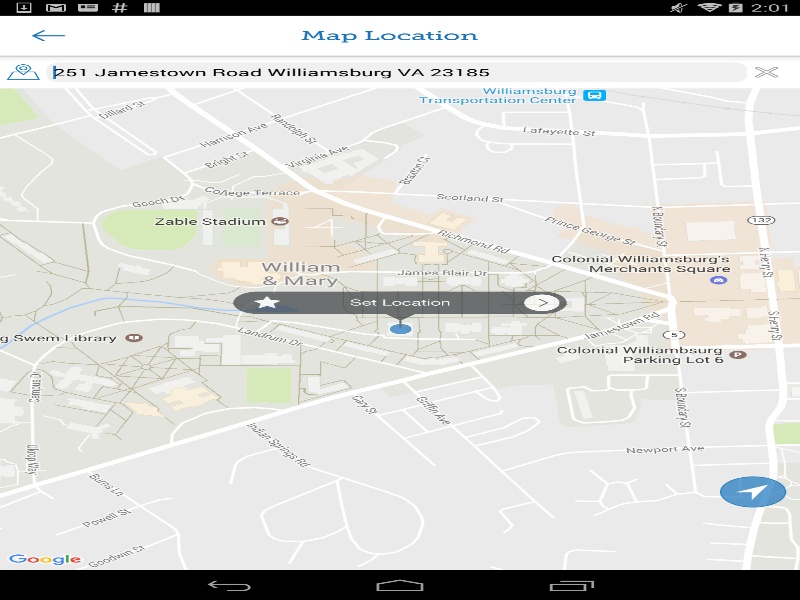 2:01
Map Location
251 Jamestown Road Williamsburg VA 23185
Williamsburg
Transportation Center
Dillard St
Harrison Ave
Randolph St
Lafayette St
Bright St
Virginia Ave
Braxton Ct
College Terrace
Gooch Dr
Scotland St
Zable Stadium
Prince George St
N Boundary St
132
Richmond Rd
N Henry St
William
& Mary
James Blair Dr
Colonial Williamsburg's
Merchants Square
Set Location
S Henry St
g Swem Library
Landrum Dr
Jamestown Rd
5
Colonial Williambsurg
Parking Lot 6
Campus Dr
Cary St
Griffin Ave
S Boundary St
Indian Springs Rd
Ukrop Way
Newport Ave
Burns Ln
Powell St
Goodwin St
Google